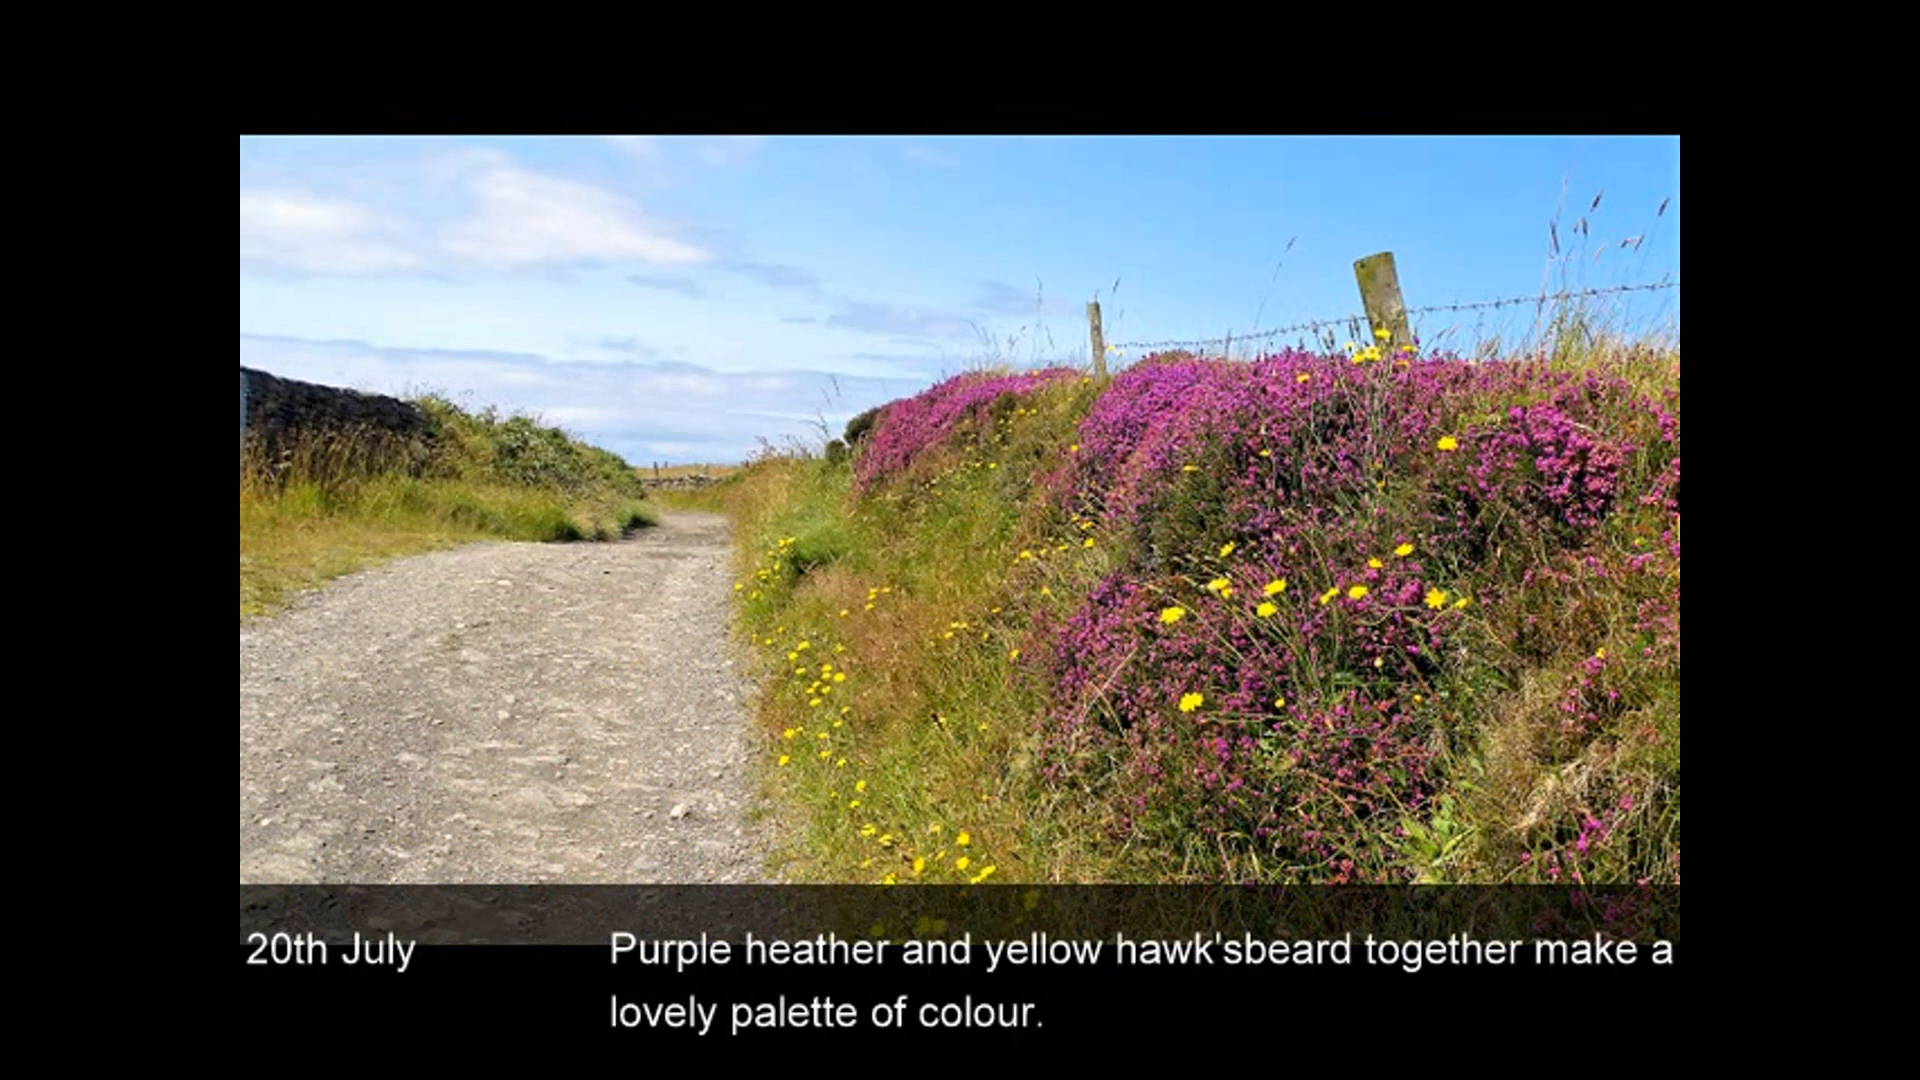 20th July
Purple heather and yellow hawk'sbeard together make a
lovely palette of colour.